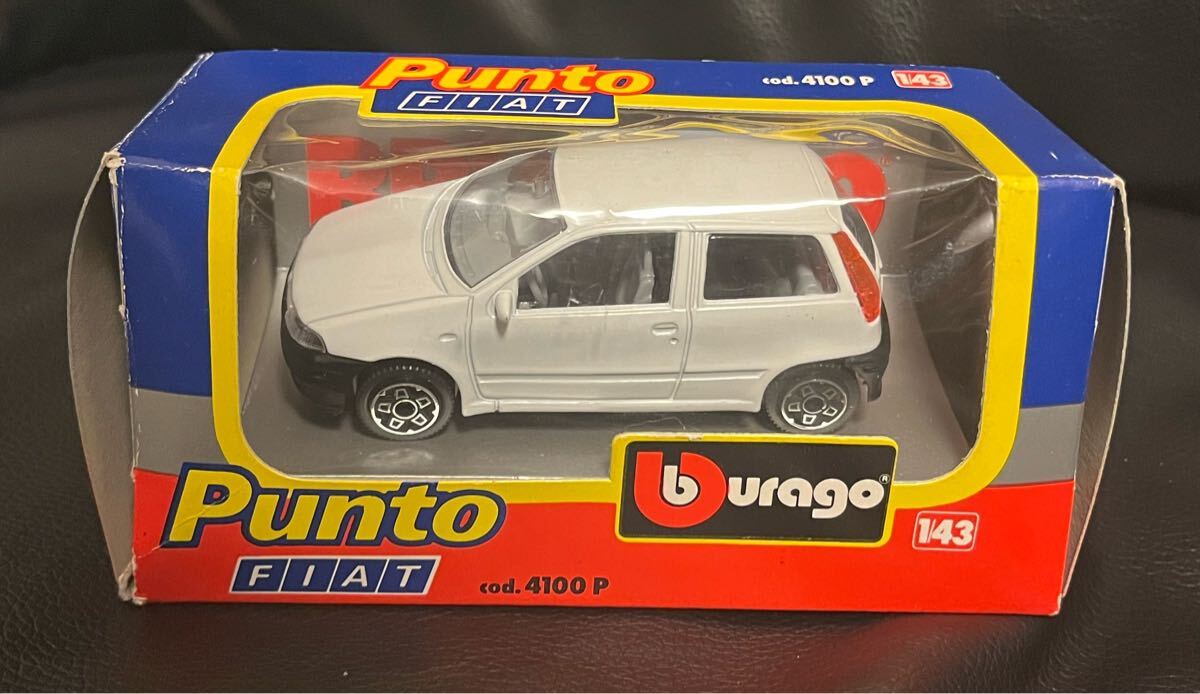 Punto
FIAT
cod. 4100 P 1/43
Punto
FIAT
cod. 4100 P
burago®
1/43